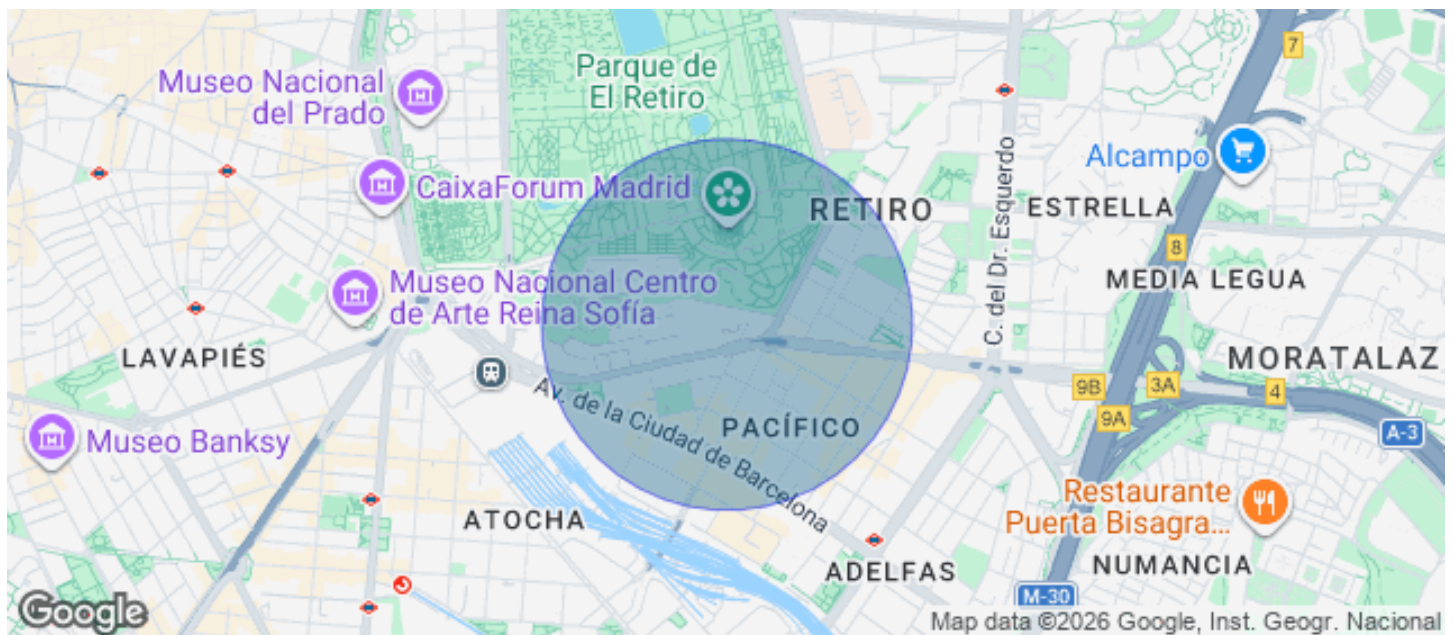 Museo Nacional
del Prado
Parque de
El Retiro
7
Alcampo
CaixaForum Madrid
RETIRO
ESTRELLA
C. del Dr. Esquerdo
8
MEDIA LEGUA
Museo Nacional Centro
de Arte Reina Sofía
LAVAPIÉS
MORATALAZ
9B
3A
4
9A
A-3
Av. de la Ciudad de Barcelona
PACÍFICO
Museo Banksy
Restaurante
Puerta Bisagra...
ATOCHA
ADELFAS
NUMANCIA
M-30
Google
Map data ©2026 Google, Inst. Geogr. Nacional